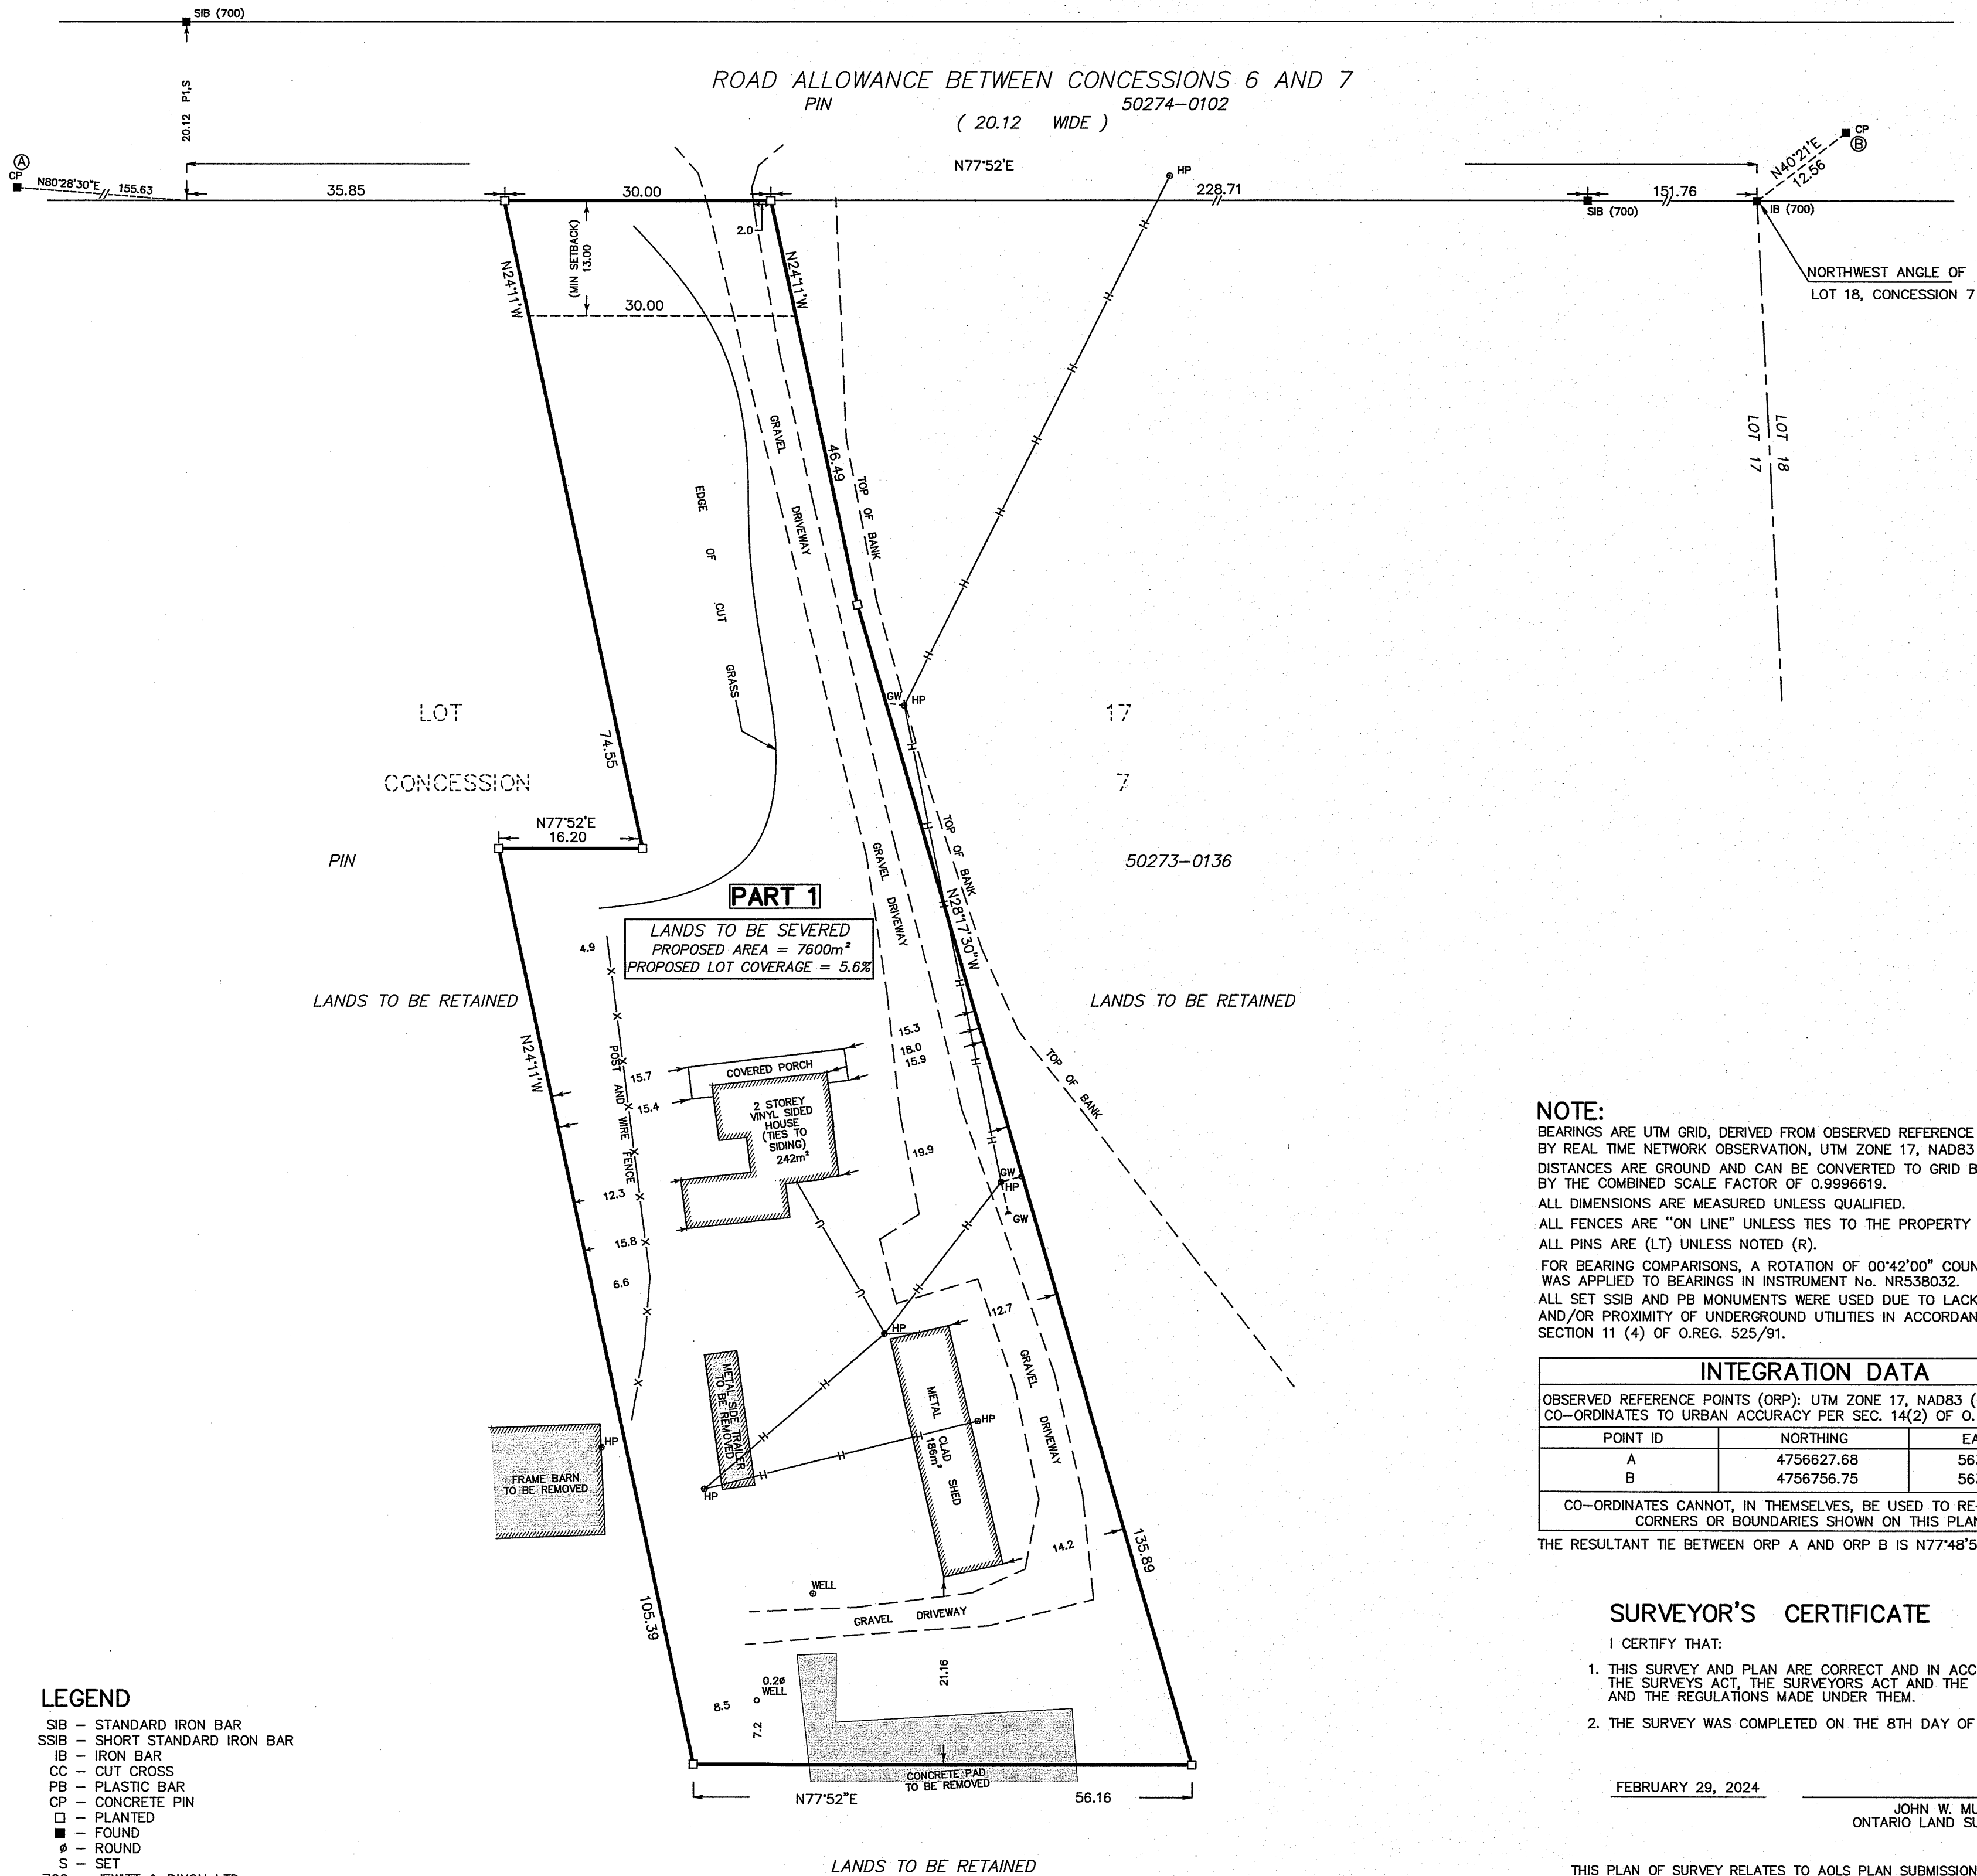 SIB (700)
20.12 P1,S
ROAD ALLOWANCE BETWEEN CONCESSIONS 6 AND 7
PIN 50274-0102
( 20.12 WIDE )
N77°52'E
A
CP
N80°28'30"E 155.63
35.85
30.00
228.71
SIB (700)
151.76
IB (700)
N40°21'E
12.56
CP
B
NORTHWEST ANGLE OF
LOT 18, CONCESSION 7
HP
2.0
(MIN SETBACK)
13.00
30.00
N24°11'W
N24°11'W
46.49
GRAVEL DRIVEWAY
TOP OF BANK
EDGE OF CUT GRASS
LOT 17
LOT 18
LOT 17
74.55
GW
HP
CONCESSION 7
N77°52'E
16.20
PIN 50273-0136
TOP OF BANK
GRAVEL DRIVEWAY
N28°17'30"W
PART 1
LANDS TO BE SEVERED
PROPOSED AREA = 7600m²
PROPOSED LOT COVERAGE = 5.6%
4.9
LANDS TO BE RETAINED
LANDS TO BE RETAINED
N24°11'W
POST AND WIRE FENCE
15.3
18.0
15.9
15.7
15.4
COVERED PORCH
2 STOREY
VINYL SIDED
HOUSE
(TIES TO
SIDING)
242m²
TOP OF BANK
19.9
12.3
15.8
6.6
GW
HP
GW
12.7
HP
METAL SIDE TRAILER
TO BE REMOVED
METAL CLAD SHED
186m²
HP
GRAVEL DRIVEWAY
HP
FRAME BARN
TO BE REMOVED
HP
14.2
135.89
WELL
GRAVEL DRIVEWAY
105.39
21.16
0.2ø
WELL
8.5
7.2
CONCRETE PAD
TO BE REMOVED
N77°52"E
56.16
LANDS TO BE RETAINED
LEGEND
SIB – STANDARD IRON BAR
SSIB – SHORT STANDARD IRON BAR
IB – IRON BAR
CC – CUT CROSS
PB – PLASTIC BAR
CP – CONCRETE PIN
□ – PLANTED
■ – FOUND
ø – ROUND
S – SET
NOTE:
BEARINGS ARE UTM GRID, DERIVED FROM OBSERVED REFERENCE
BY REAL TIME NETWORK OBSERVATION, UTM ZONE 17, NAD83
DISTANCES ARE GROUND AND CAN BE CONVERTED TO GRID B
BY THE COMBINED SCALE FACTOR OF 0.9996619.
ALL DIMENSIONS ARE MEASURED UNLESS QUALIFIED.
ALL FENCES ARE "ON LINE" UNLESS TIES TO THE PROPERTY
ALL PINS ARE (LT) UNLESS NOTED (R).
FOR BEARING COMPARISONS, A ROTATION OF 00°42'00" COUN
WAS APPLIED TO BEARINGS IN INSTRUMENT No. NR538032.
ALL SET SSIB AND PB MONUMENTS WERE USED DUE TO LACK
AND/OR PROXIMITY OF UNDERGROUND UTILITIES IN ACCORDAN
SECTION 11 (4) OF O.REG. 525/91.
INTEGRATION DATA
OBSERVED REFERENCE POINTS (ORP): UTM ZONE 17, NAD83 (
CO-ORDINATES TO URBAN ACCURACY PER SEC. 14(2) OF O.
POINT ID NORTHING EA
A 4756627.68 56
B 4756756.75 56
CO-ORDINATES CANNOT, IN THEMSELVES, BE USED TO RE-
CORNERS OR BOUNDARIES SHOWN ON THIS PLAN
THE RESULTANT TIE BETWEEN ORP A AND ORP B IS N77°48'5
SURVEYOR'S CERTIFICATE
I CERTIFY THAT:
1. THIS SURVEY AND PLAN ARE CORRECT AND IN ACC
THE SURVEYS ACT, THE SURVEYORS ACT AND THE
AND THE REGULATIONS MADE UNDER THEM.
2. THE SURVEY WAS COMPLETED ON THE 8TH DAY OF
FEBRUARY 29, 2024
JOHN W. MU
ONTARIO LAND SU
THIS PLAN OF SURVEY RELATES TO AOLS PLAN SUBMISSION